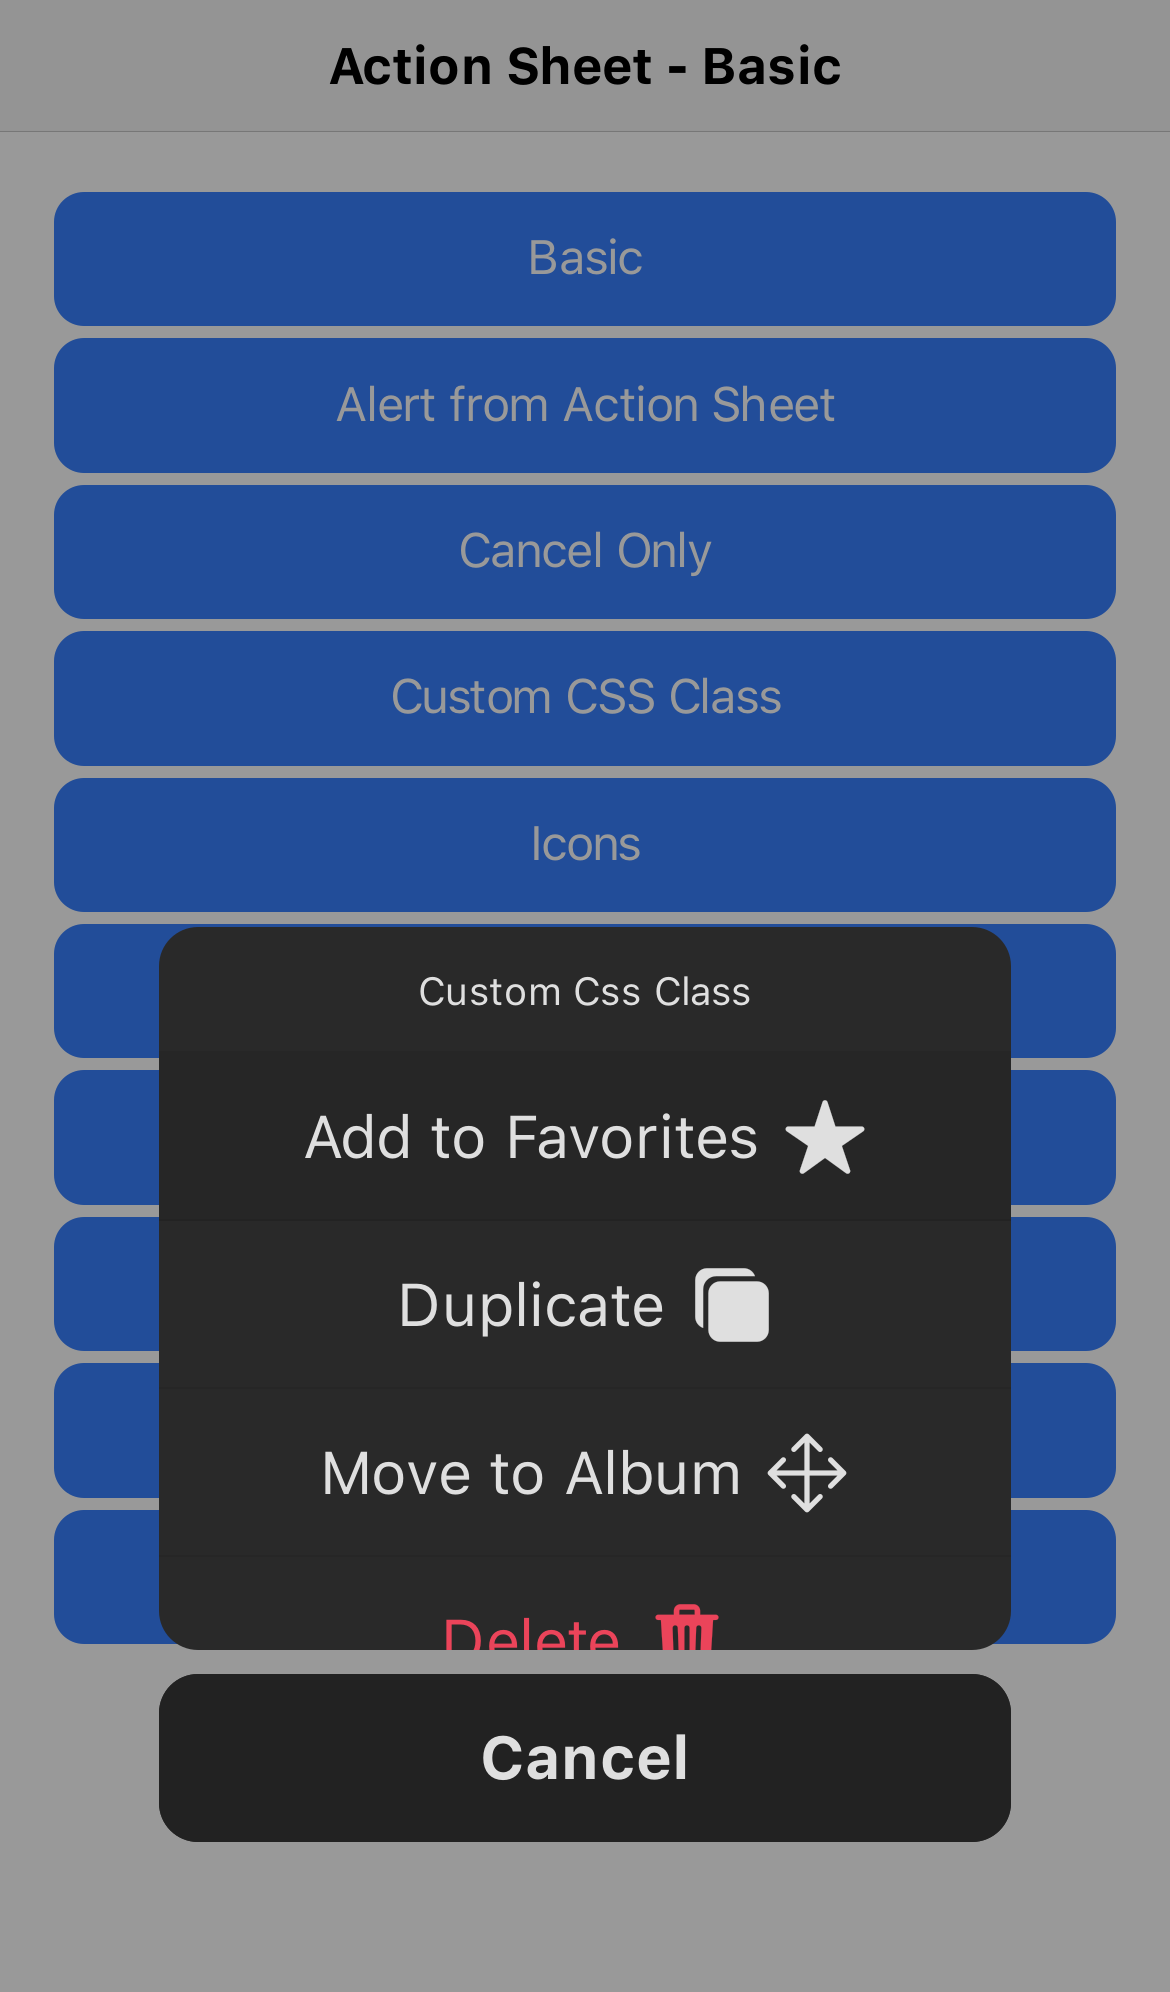 Action Sheet - Basic
Basic
Alert from Action Sheet
Cancel Only
Custom CSS Class
Icons
Custom Css Class
Add to Favorites
Duplicate
Move to Album
Delete
Cancel